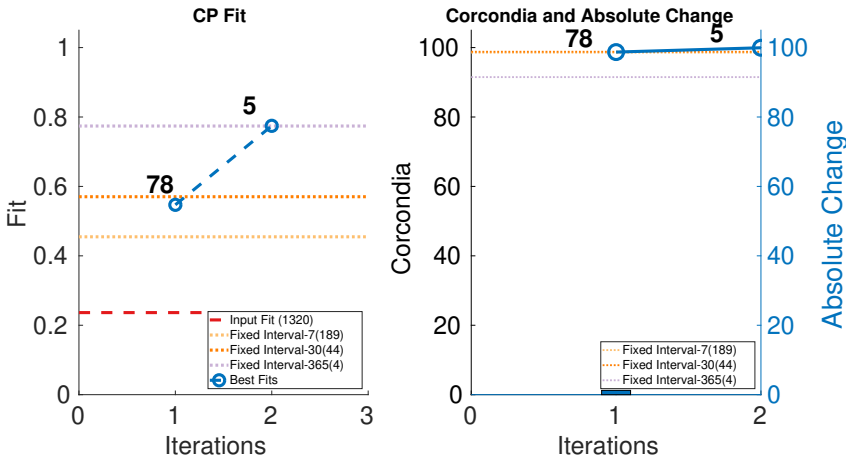 CP Fit
1
0.8
0.6
0.4
0.2
0
Fit
78
5
Input Fit (1320)
Fixed Interval-7(189)
Fixed Interval-30(44)
Fixed Interval-365(4)
Best Fits
0
1
2
3
Iterations
Corcondia and Absolute Change
100
80
60
40
20
0
Corcondia
78
5
Fixed Interval-7(189)
Fixed Interval-30(44)
Fixed Interval-365(4)
0
1
2
Iterations
100
80
60
40
20
0
Absolute Change